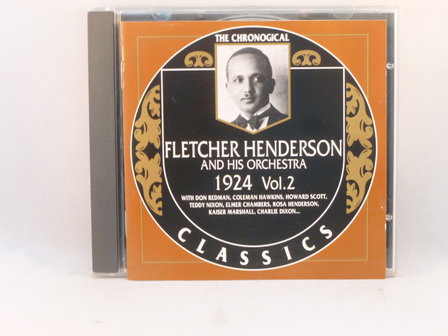 THE CHRONOGICAL
FLETCHER HENDERSON
AND HIS ORCHESTRA
1924 Vol.2
WITH DON REDMAN, COLEMAN HAWKINS, HOWARD SCOTT,
TEDDY NIXON, ELMER CHAMBERS, ROSA HENDERSON,
KAISER MARSHALL, CHARLIE DIXON...
CLASSICS